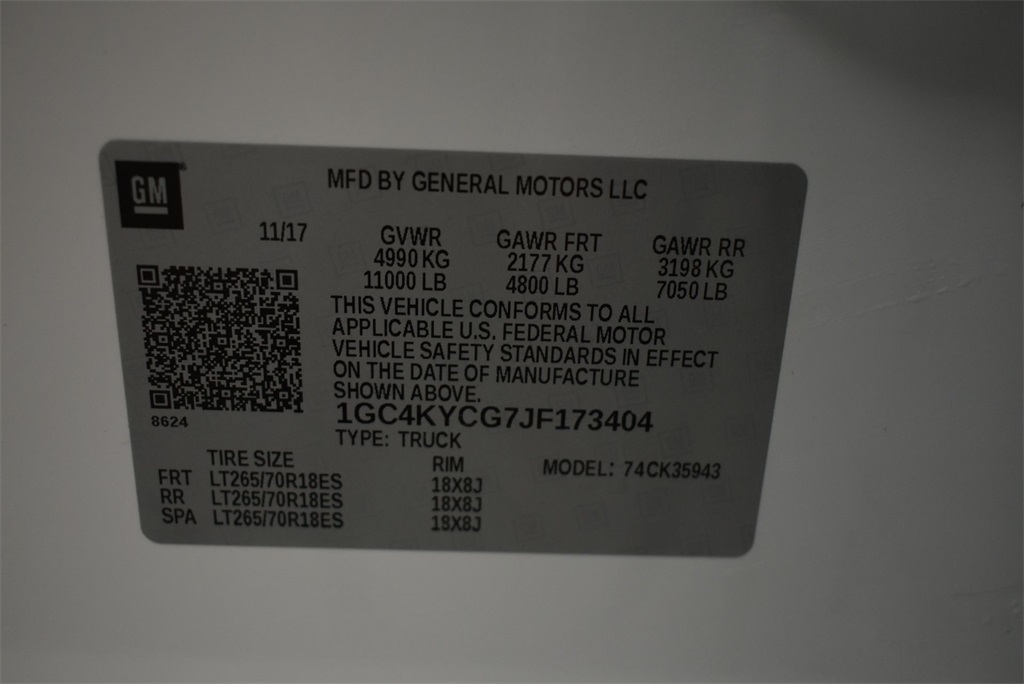 GM
MFD BY GENERAL MOTORS LLC
11/17
GVWR GAWR FRT GAWR RR
4990 KG 2177 KG 3198 KG
11000 LB 4800 LB 7050 LB
THIS VEHICLE CONFORMS TO ALL
APPLICABLE U.S. FEDERAL MOTOR
VEHICLE SAFETY STANDARDS IN EFFECT
ON THE DATE OF MANUFACTURE
SHOWN ABOVE.
8624
1GC4KYCG7JF173404
TYPE: TRUCK
TIRE SIZE RIM MODEL: 74CK35943
FRT LT265/70R18ES 18X8J
RR LT265/70R18ES 18X8J
SPA LT265/70R18ES 18X8J